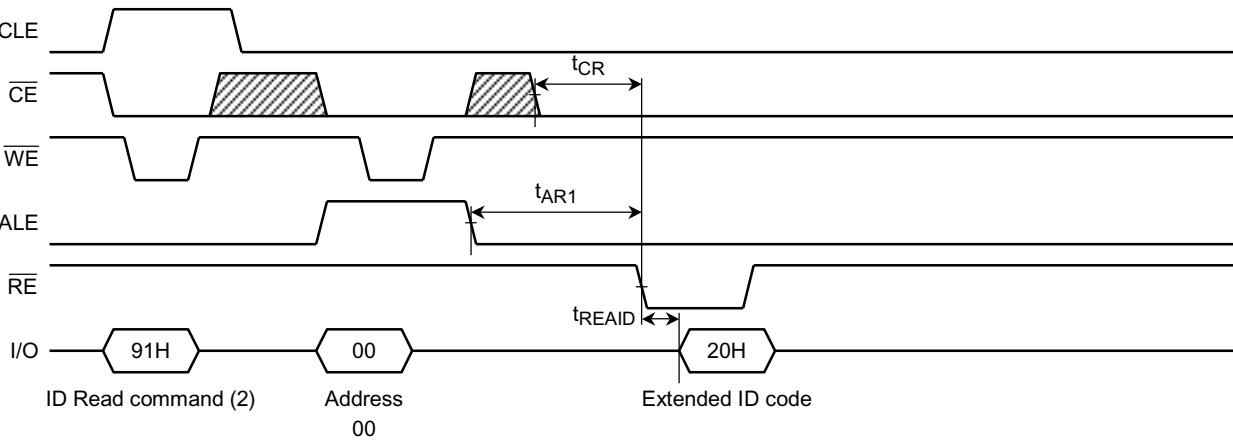 CLE
CE
tCR
WE
ALE
tAR1
RE
tREAID
I/O
91H
00
20H
ID Read command (2)
Address
00
Extended ID code